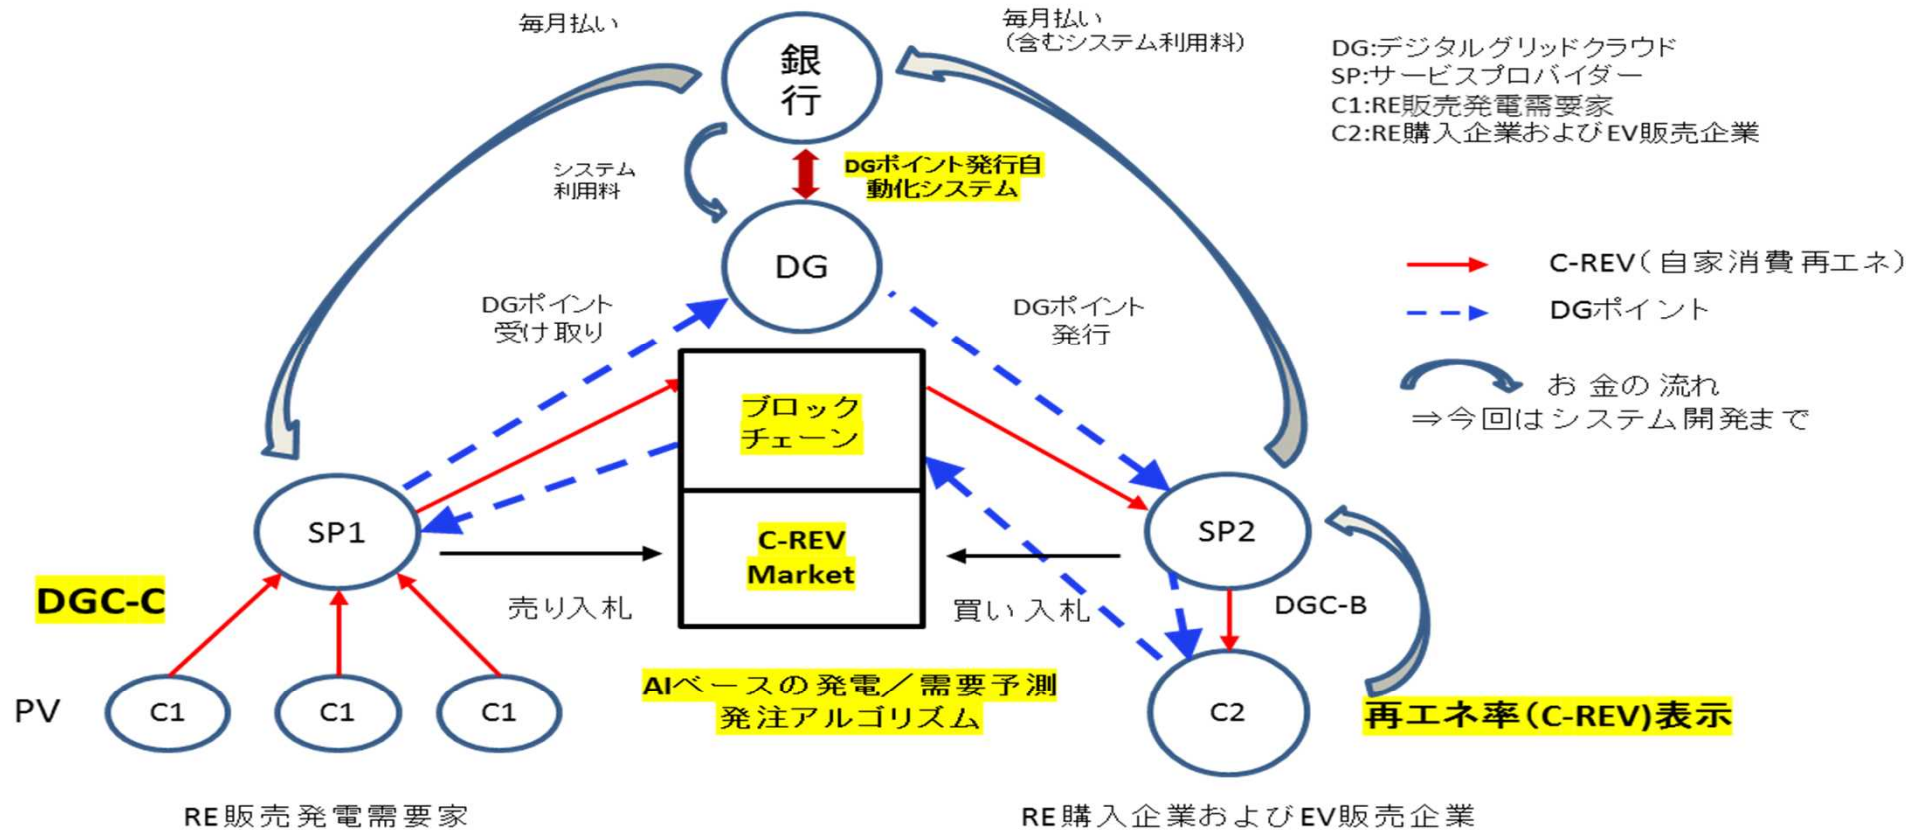 毎月払い
毎月払い
（含むシステム利用料）
銀
行
DG:デジタルグリッドクラウド
SP:サービスプロバイダー
C1:RE販売発電需要家
C2:RE購入企業およびEV販売企業
システム
利用料
DGポイント発行自
動化システム
DG
DGポイント
受け取り
DGポイント
発行
C-REV（自家消費再エネ）
DGポイント
お金の流れ
⇒今回はシステム開発まで
ブロック
チェーン
C-REV
Market
SP1
SP2
DGC-C
売り入札
買い入札
DGC-B
PV
C1
C1
C1
AIベースの発電／需要予測
発注アルゴリズム
C2
再エネ率(C-REV)表示
RE販売発電需要家
RE購入企業およびEV販売企業